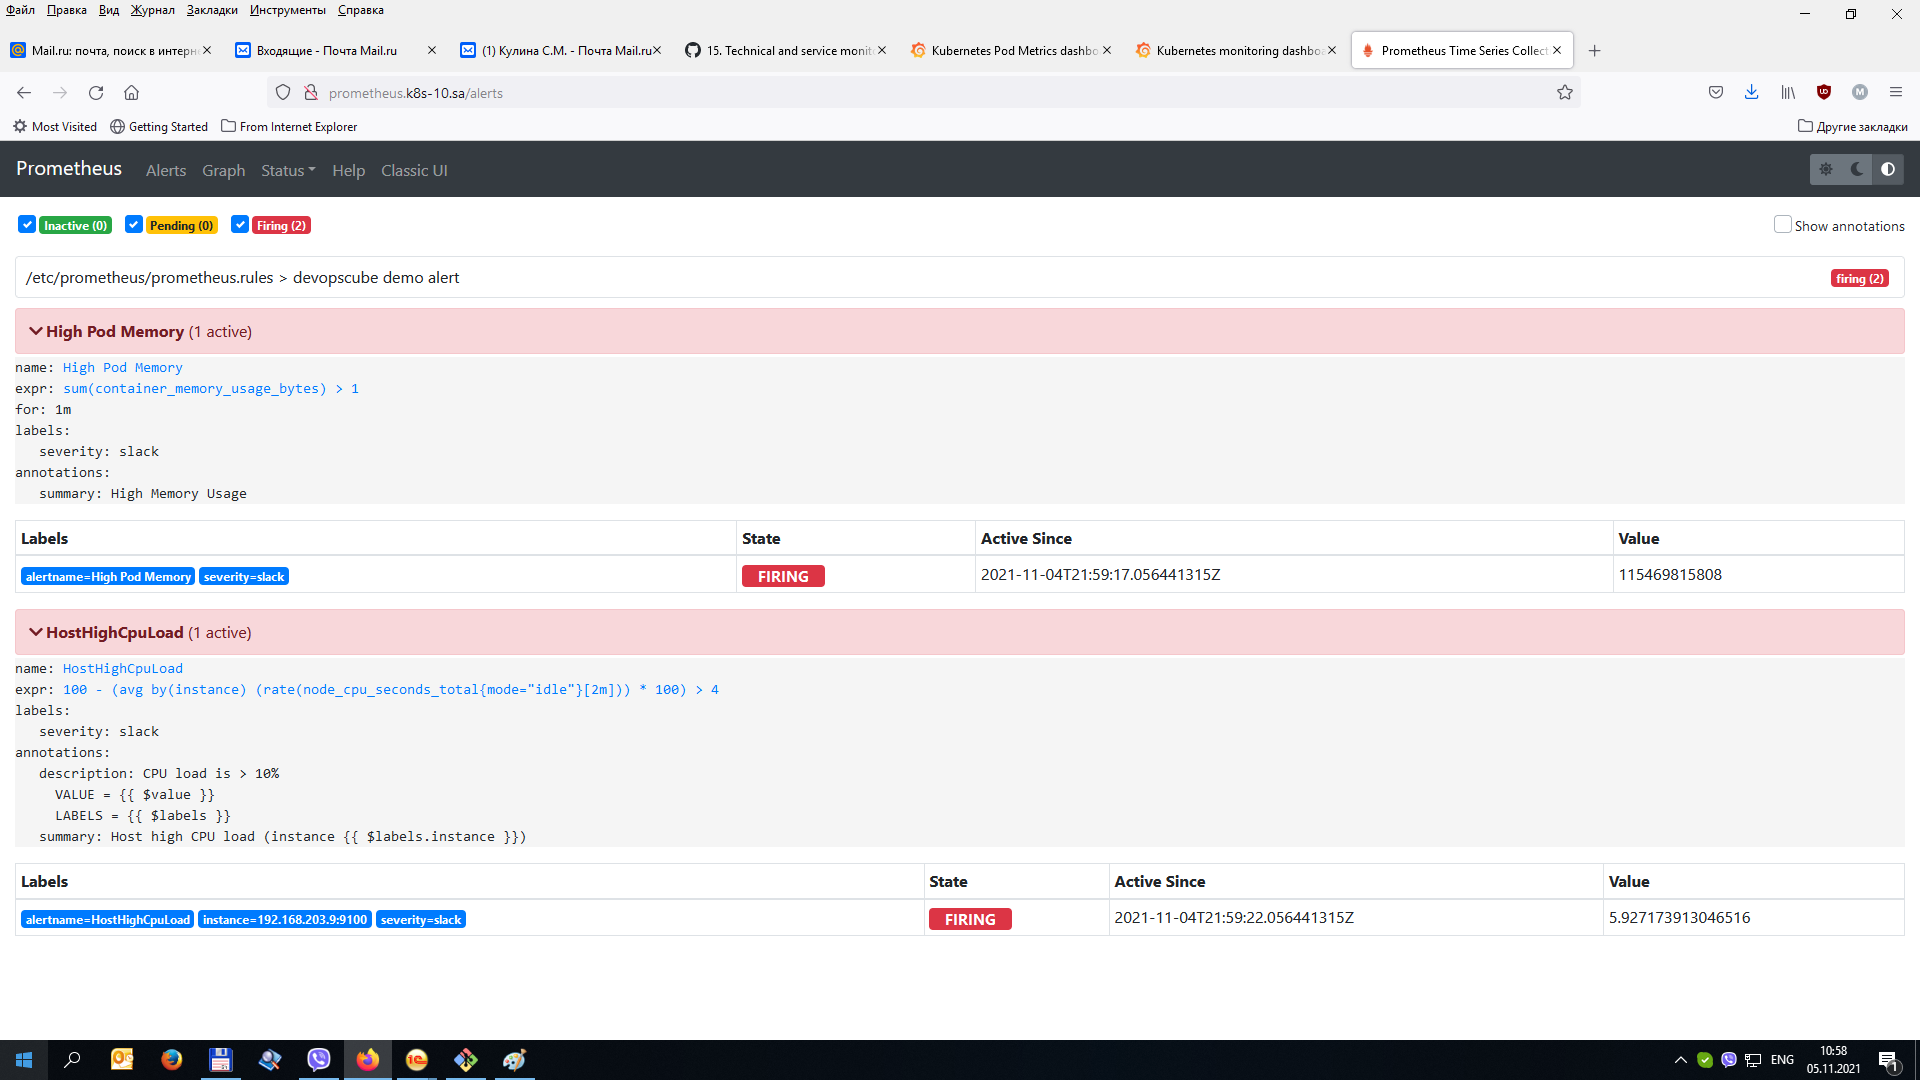 Файл Правка Вид Журнал Закладки Инструменты Справка
Mail.ru: почта, поиск в интерн
Входящие - Почта Mail.ru
(1) Кулина С.М. - Почта Mail.ru
15. Technical and service monito
Kubernetes Pod Metrics dashbo
Kubernetes monitoring dashboa
Prometheus Time Series Collect
prometheus.k8s-10.sa/alerts
Most Visited Getting Started From Internet Explorer Другие закладки
Prometheus Alerts Graph Status Help Classic UI
Inactive (0) Pending (0) Firing (2) Show annotations
/etc/prometheus/prometheus.rules > devopscube demo alert firing (2)
High Pod Memory (1 active)
name: High Pod Memory
expr: sum(container_memory_usage_bytes) > 1
for: 1m
labels:
severity: slack
annotations:
summary: High Memory Usage
Labels State Active Since Value
alertname=High Pod Memory severity=slack FIRING 2021-11-04T21:59:17.056441315Z 115469815808
HostHighCpuLoad (1 active)
name: HostHighCpuLoad
expr: 100 - (avg by(instance) (rate(node_cpu_seconds_total{mode="idle"}[2m])) * 100) > 4
labels:
severity: slack
annotations:
description: CPU load is > 10%
VALUE = {{ $value }}
LABELS = {{ $labels }}
summary: Host high CPU load (instance {{ $labels.instance }})
Labels State Active Since Value
alertname=HostHighCpuLoad instance=192.168.203.9:9100 severity=slack FIRING 2021-11-04T21:59:22.056441315Z 5.927173913046516
ENG
10:58
05.11.2021
1